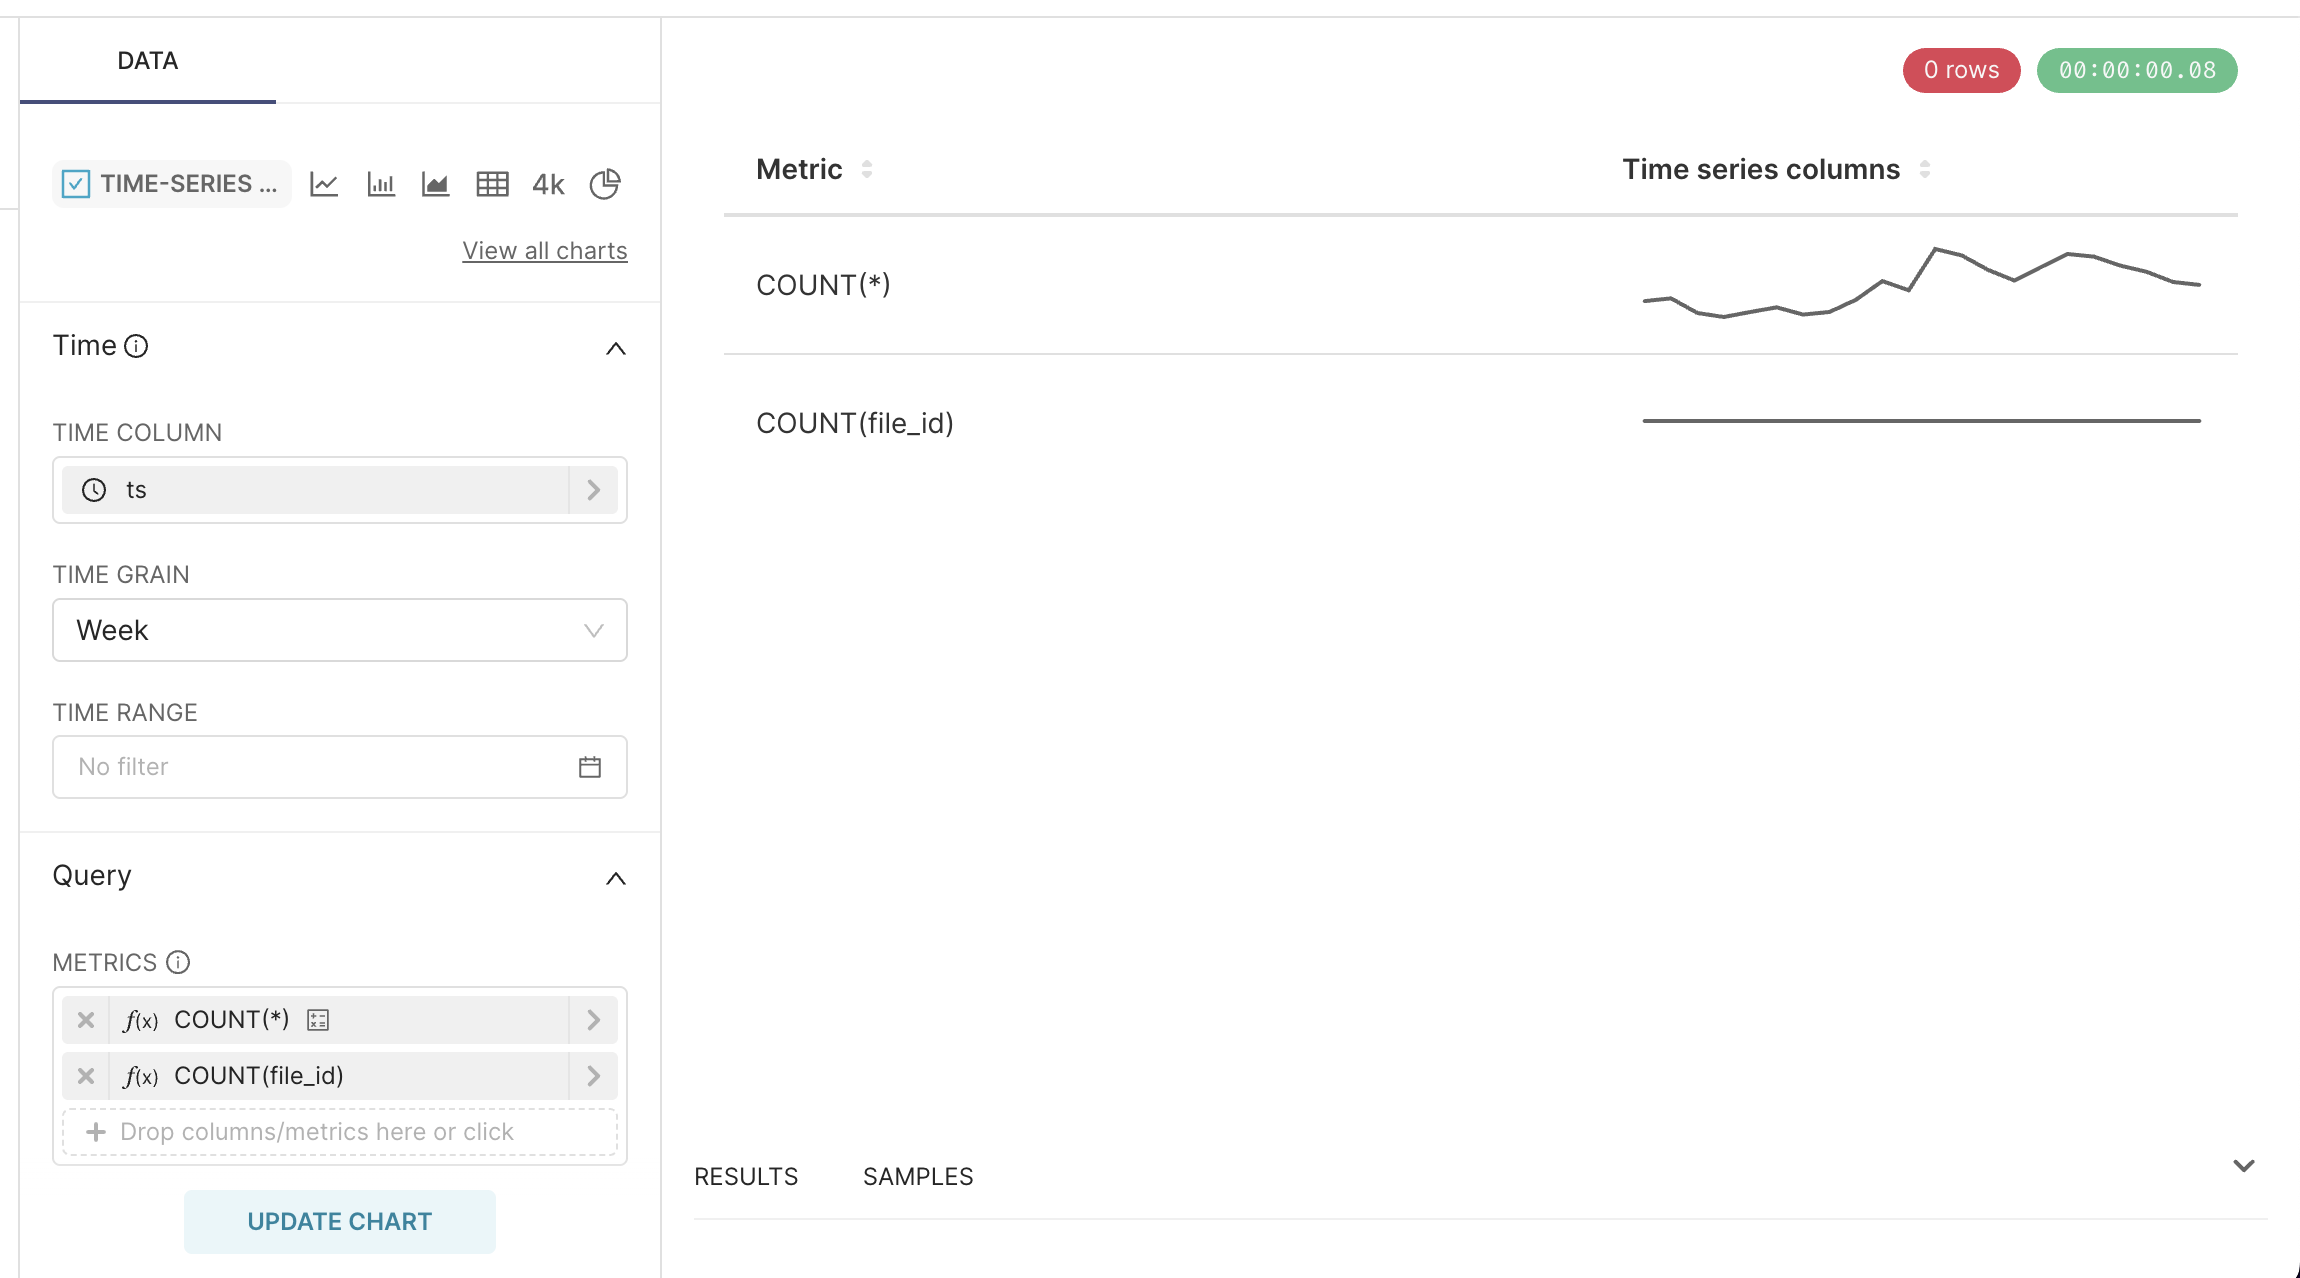 DATA
TIME-SERIES ...
4k
View all charts
Time
TIME COLUMN
ts
TIME GRAIN
Week
TIME RANGE
No filter
Query
METRICS
f(x) COUNT(*)
f(x) COUNT(file_id)
Drop columns/metrics here or click
UPDATE CHART
0 rows 00:00:00.08
Metric Time series columns
COUNT(*)
COUNT(file_id)
RESULTS SAMPLES